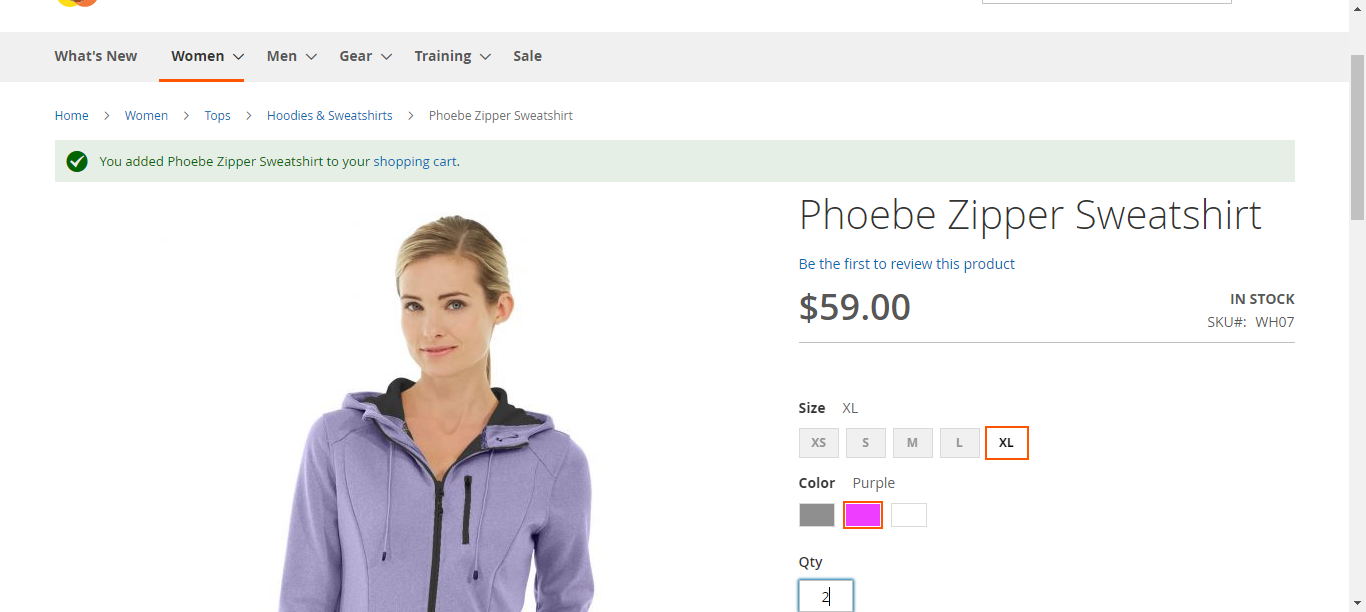 What's New Women Men Gear Training Sale
Home Women Tops Hoodies & Sweatshirts Phoebe Zipper Sweatshirt
You added Phoebe Zipper Sweatshirt to your shopping cart.
Phoebe Zipper Sweatshirt
Be the first to review this product
$59.00
IN STOCK
SKU#: WH07
Size XL
XS S M L XL
Color Purple
Qty
2